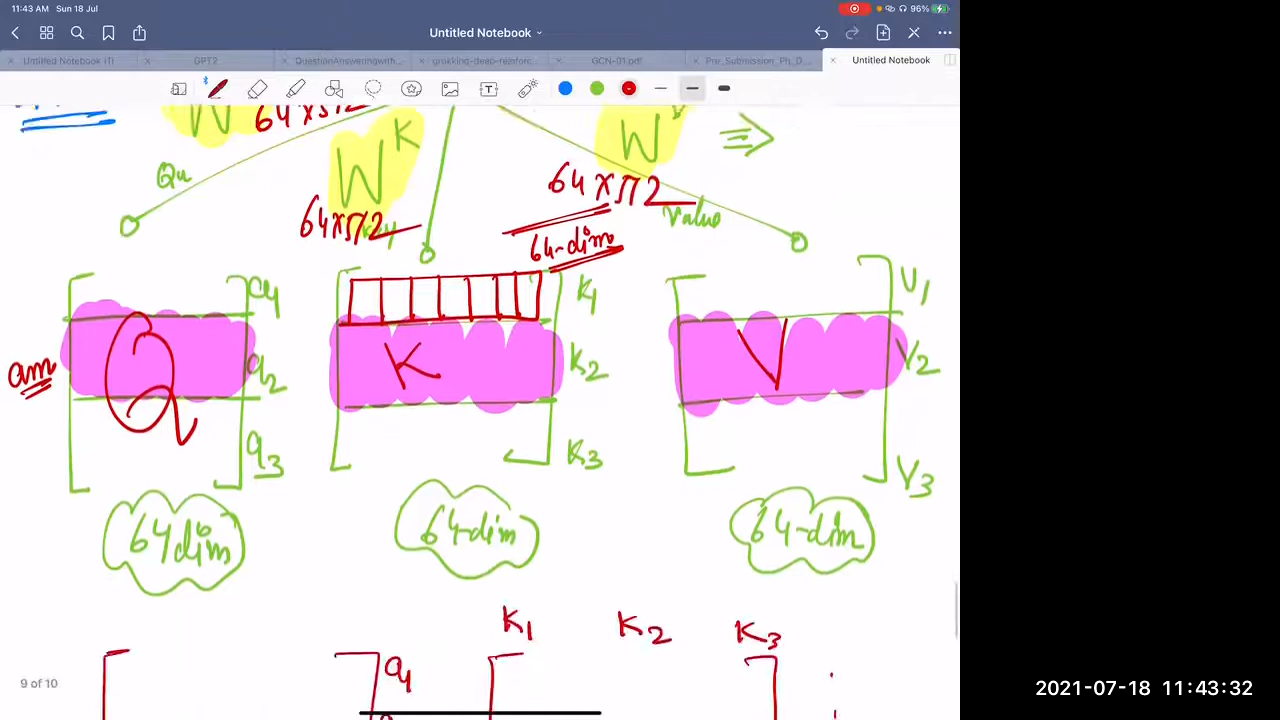 11:43 AM Sun 18 Jul
96%
Untitled Notebook
Untitled Notebook (1)
GPT2
QuestionAnsweringwith...
grokking-deep-reinforc...
GCN-01.pdf
Pre_Submission_Ph_D...
Untitled Notebook
T
W 64x512
W K
64x512
W
64x512
Qu
Value
64-dim
q1 K1 V1
am Q q2 K K2 V V2
q3 K3 V3
64dim 64-dim 64-dim
K1 K2 K3
q1
9 of 10
2021-07-18 11:43:32